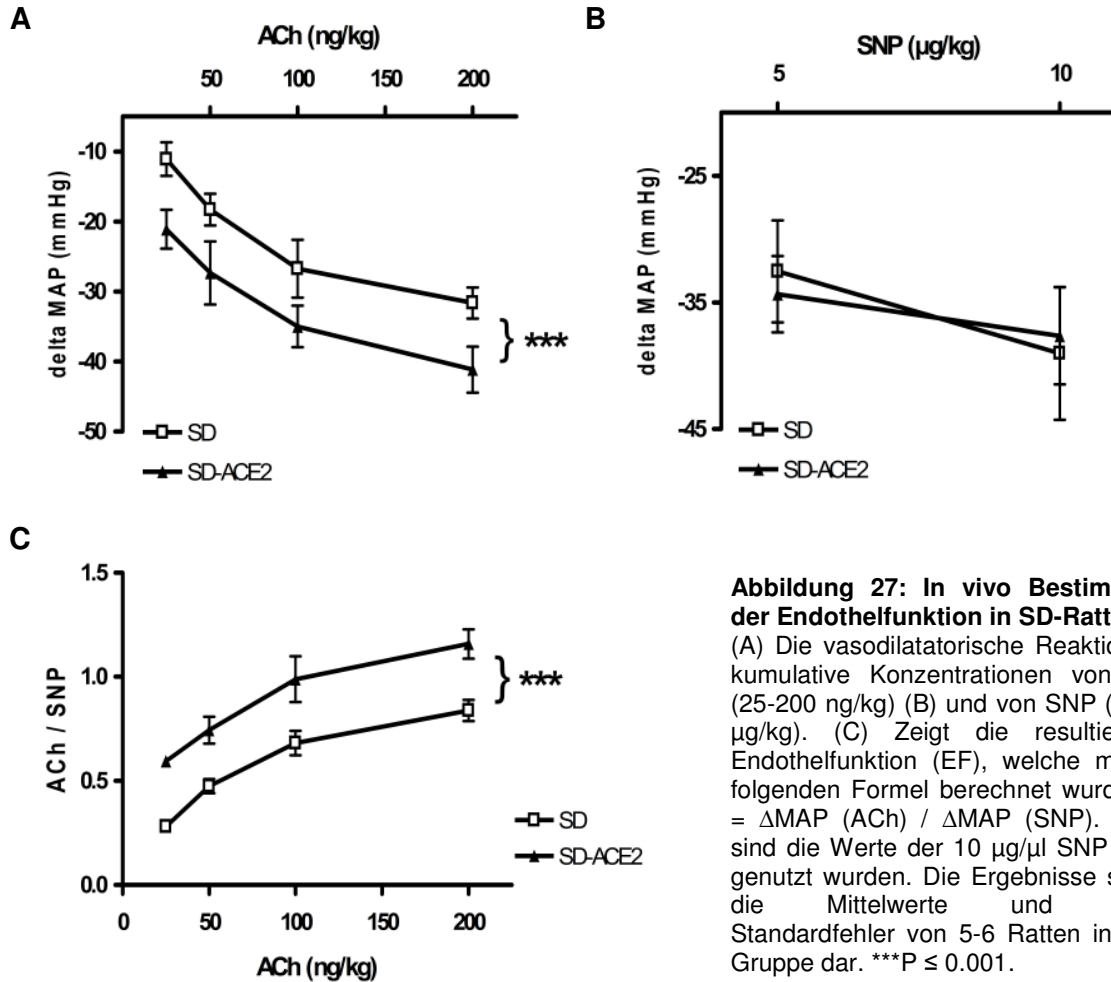 A
ACh (ng/kg)
50 100 150 200
-10
-20
-30
-40
-50
delta MAP (mmHg)
***
SD
SD-ACE2
B
SNP (µg/kg)
5 10
-25
-35
-45
delta MAP (mmHg)
SD
SD-ACE2
C
1.5
1.0
0.5
0.0
ACh / SNP
***
SD
SD-ACE2
0 50 100 150 200
ACh (ng/kg)
Abbildung 27: In vivo Bestim
der Endothelfunktion in SD-Ratt
(A) Die vasodilatatorische Reaktio
kumulative Konzentrationen von
(25-200 ng/kg) (B) und von SNP (
µg/kg). (C) Zeigt die resultie
Endothelfunktion (EF), welche m
folgenden Formel berechnet wurd
= ∆MAP (ACh) / ∆MAP (SNP).
sind die Werte der 10 µg/µl SNP
genutzt wurden. Die Ergebnisse s
die Mittelwerte und
Standardfehler von 5-6 Ratten in
Gruppe dar. ***P ≤ 0.001.